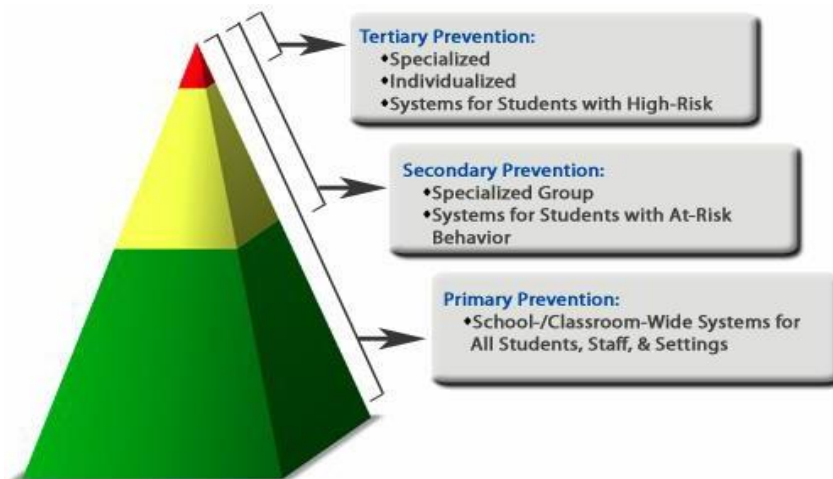 Tertiary Prevention:
◆Specialized
◆Individualized
◆Systems for Students with High-Risk
Secondary Prevention:
◆Specialized Group
◆Systems for Students with At-Risk
Behavior
Primary Prevention:
◆School-/Classroom-Wide Systems for
All Students, Staff, & Settings